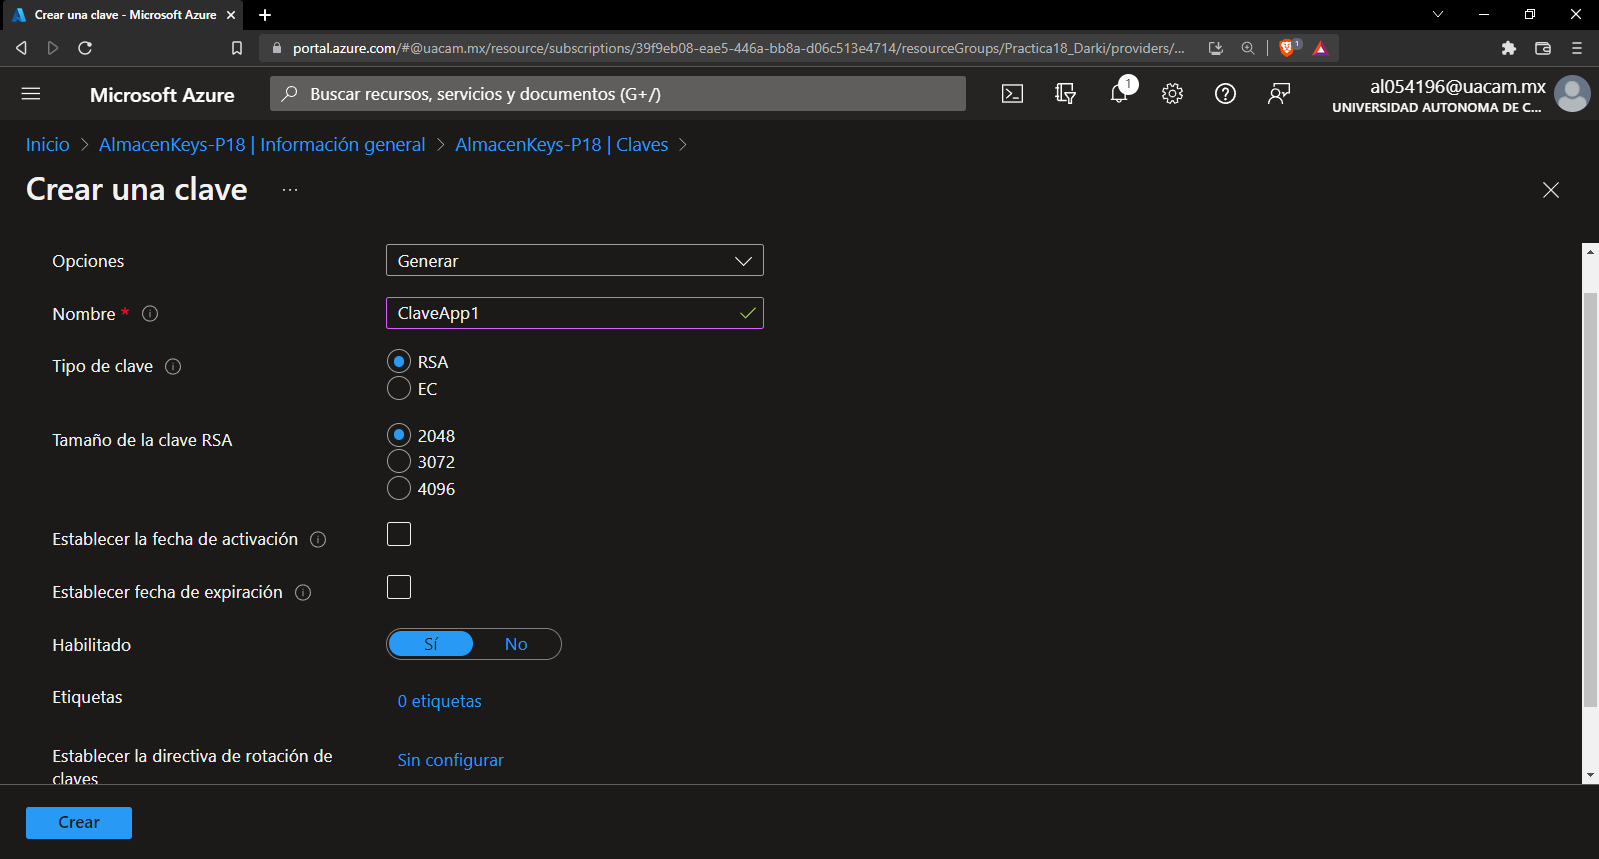 Crear una clave - Microsoft Azure
portal.azure.com/#@uacam.mx/resource/subscriptions/39f9eb08-eae5-446a-bb8a-d06c513e4714/resourceGroups/Practica18_Darki/providers/...
1
Microsoft Azure
Buscar recursos, servicios y documentos (G+/)
1
al054196@uacam.mx
UNIVERSIDAD AUTONOMA DE C...
Inicio > AlmacenKeys-P18 | Información general > AlmacenKeys-P18 | Claves >
Crear una clave ...
Opciones
Generar
Nombre *
ClaveApp1
Tipo de clave
RSA
EC
Tamaño de la clave RSA
2048
3072
4096
Establecer la fecha de activación
Establecer fecha de expiración
Habilitado
Sí No
Etiquetas
0 etiquetas
Establecer la directiva de rotación de
claves
Sin configurar
Crear